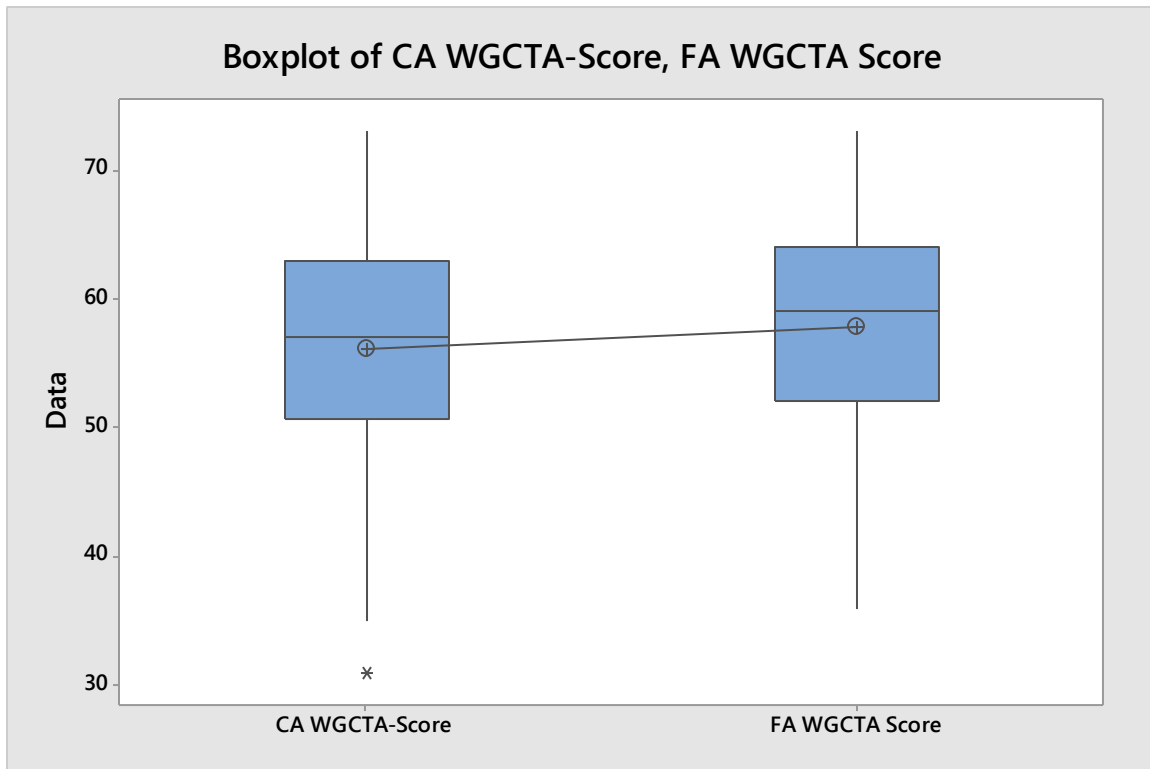 Boxplot of CA WGCTA-Score, FA WGCTA Score
Data
70
60
50
40
30
CA WGCTA-Score
FA WGCTA Score